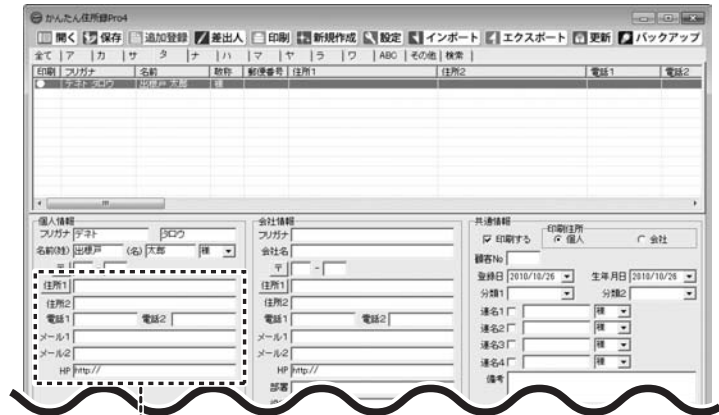 かんたん住所録Pro4
開く 保存 追加登録 差出人 印刷 新規作成 設定 インポート エクスポート 更新 バックアップ
全て ア カ サ タ ナ ハ マ ヤ ラ ワ ABC その他 検索
印刷 フリガナ 名前 敬称 郵便番号 住所1 住所2 電話1 電話2
デネト タロウ 出根戸 太郎 様
個人情報
フリガナ デネト タロウ
名前(姓) 出根戸 (名) 太郎 様
〒 -
住所1
住所2
電話1 電話2
メール1
メール2
HP http://
会社情報
フリガナ
会社名
〒 -
住所1
住所2
電話1 電話2
メール1
メール2
HP http://
部署
共通情報
印刷する 印刷住所 個人 会社
顧客No
登録日 2010/10/26 生年月日 2010/10/26
分類1 分類2
連名1 様
連名2 様
連名3 様
連名4 様
備考